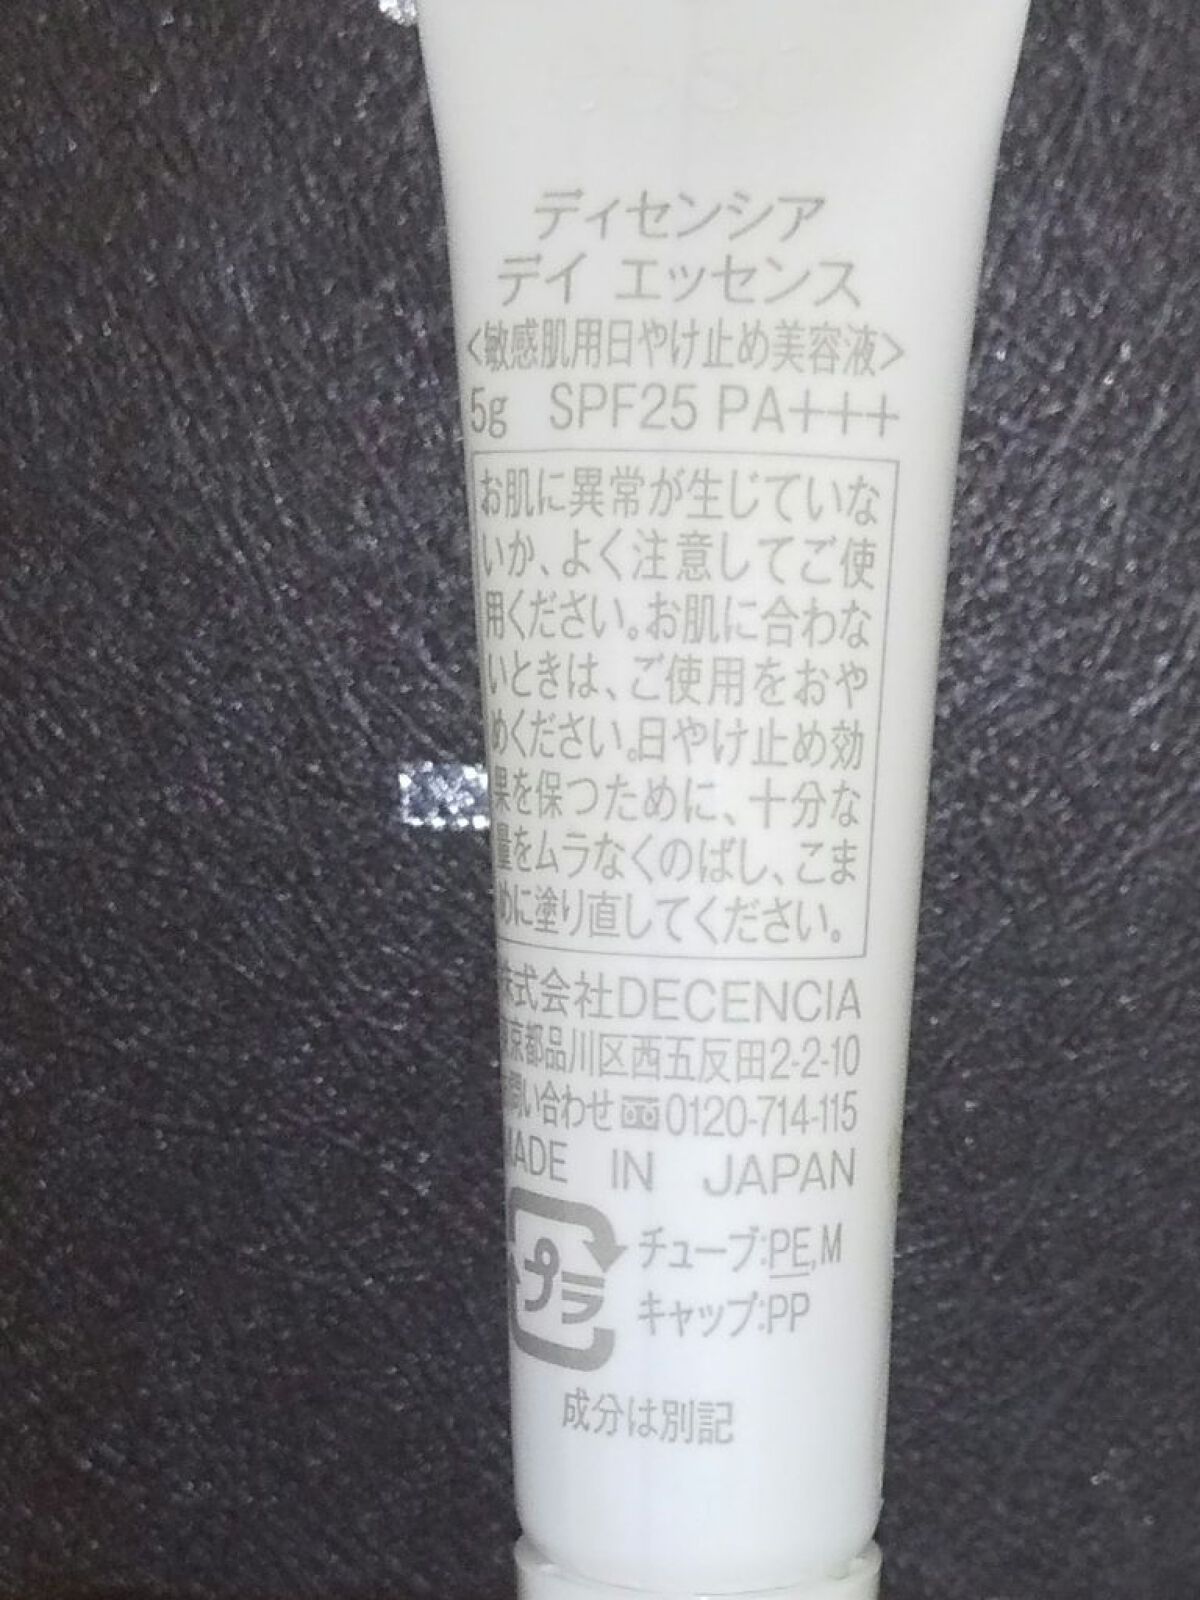 ディセンシア
デイ エッセンス
<敏感肌用日やけ止め美容液>
5g SPF25 PA+++
お肌に異常が生じていな
いか、よく注意してご使
用ください。お肌に合わな
いときは、ご使用をおや
めください。日やけ止め効
果を保つために、十分な
量をムラなくのばし、こま
めに塗り直してください。
株式会社DECENCIA
東京都品川区西五反田2-2-10
お問い合わせ 0120-714-115
MADE IN JAPAN
プラ
チューブ:PE,M
キャップ:PP
成分は別記